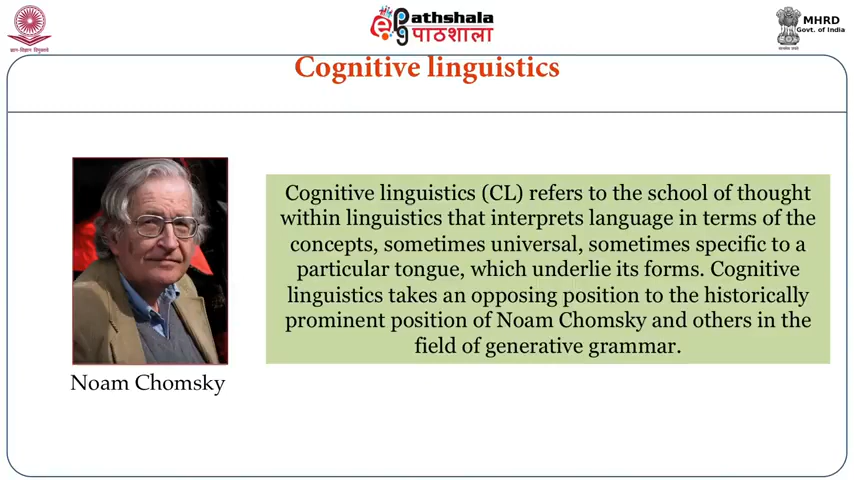 ePathshala
पाठशाला
MHRD
Govt. of India
Cognitive linguistics
Cognitive linguistics (CL) refers to the school of thought
within linguistics that interprets language in terms of the
concepts, sometimes universal, sometimes specific to a
particular tongue, which underlie its forms. Cognitive
linguistics takes an opposing position to the historically
prominent position of Noam Chomsky and others in the
field of generative grammar.
Noam Chomsky